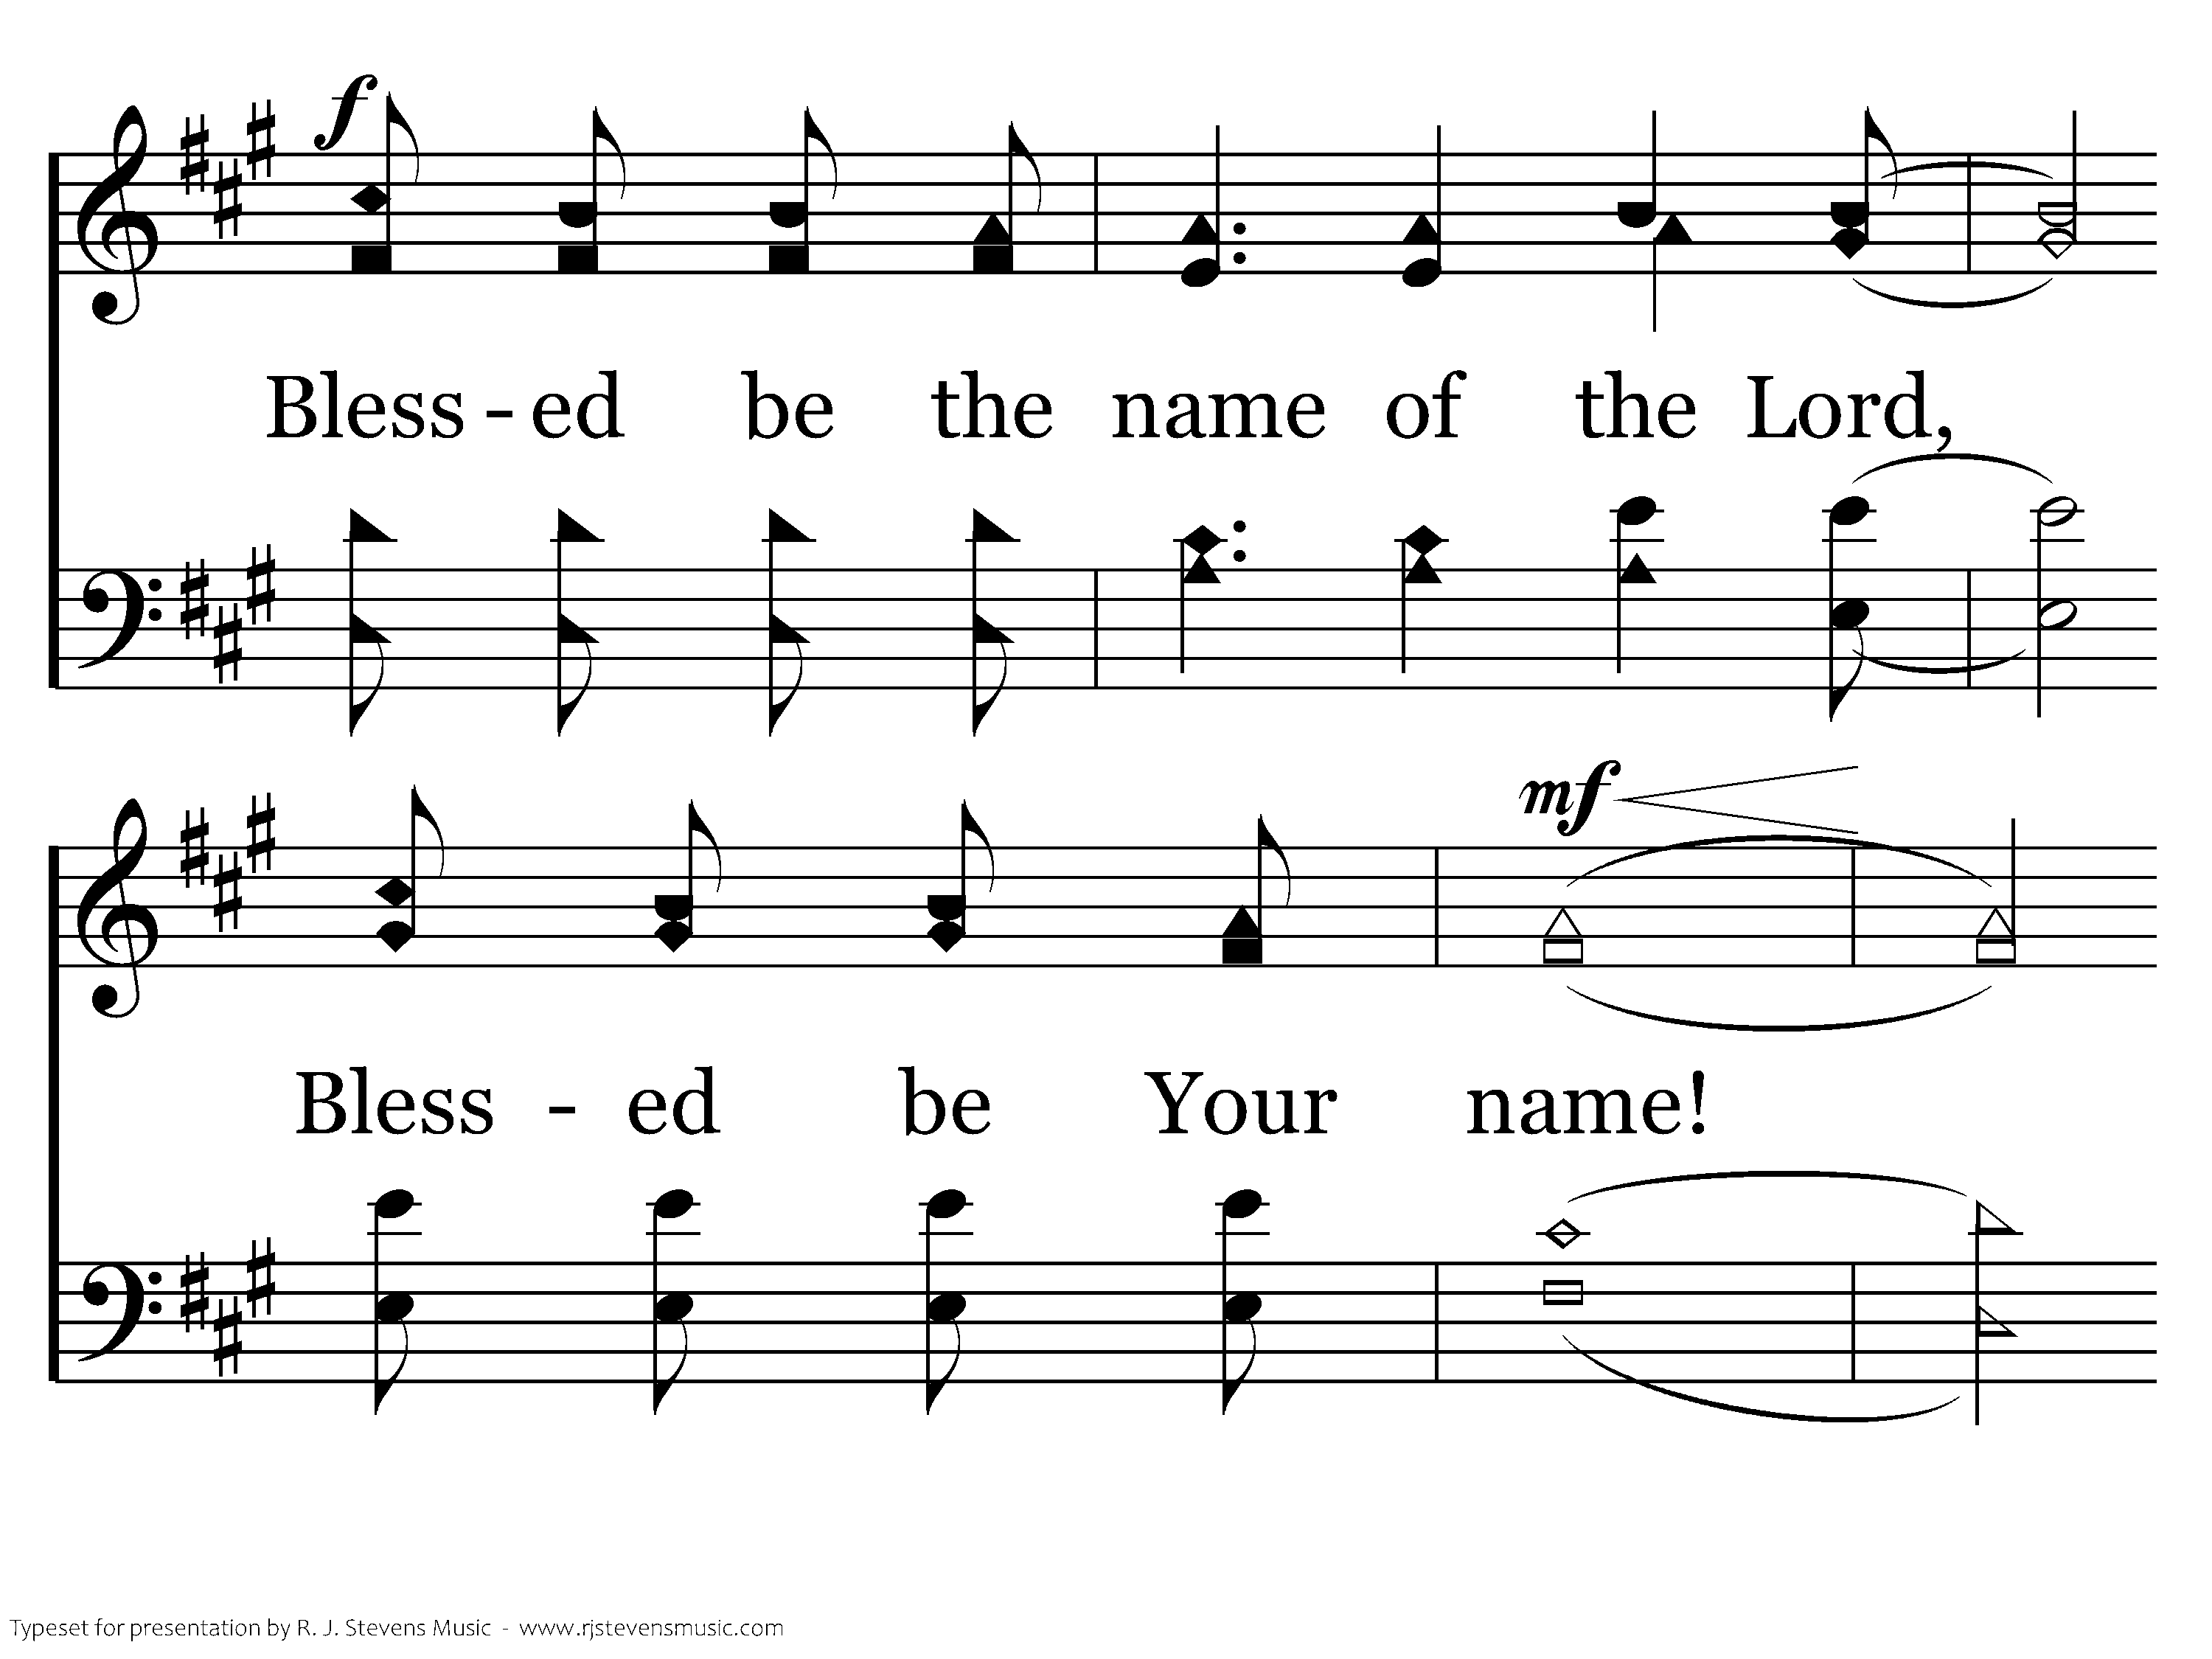 f
Bless - ed be the name of the Lord,
mf
Bless - ed be Your name!
Typeset for presentation by R. J. Stevens Music - www.rjstevensmusic.com